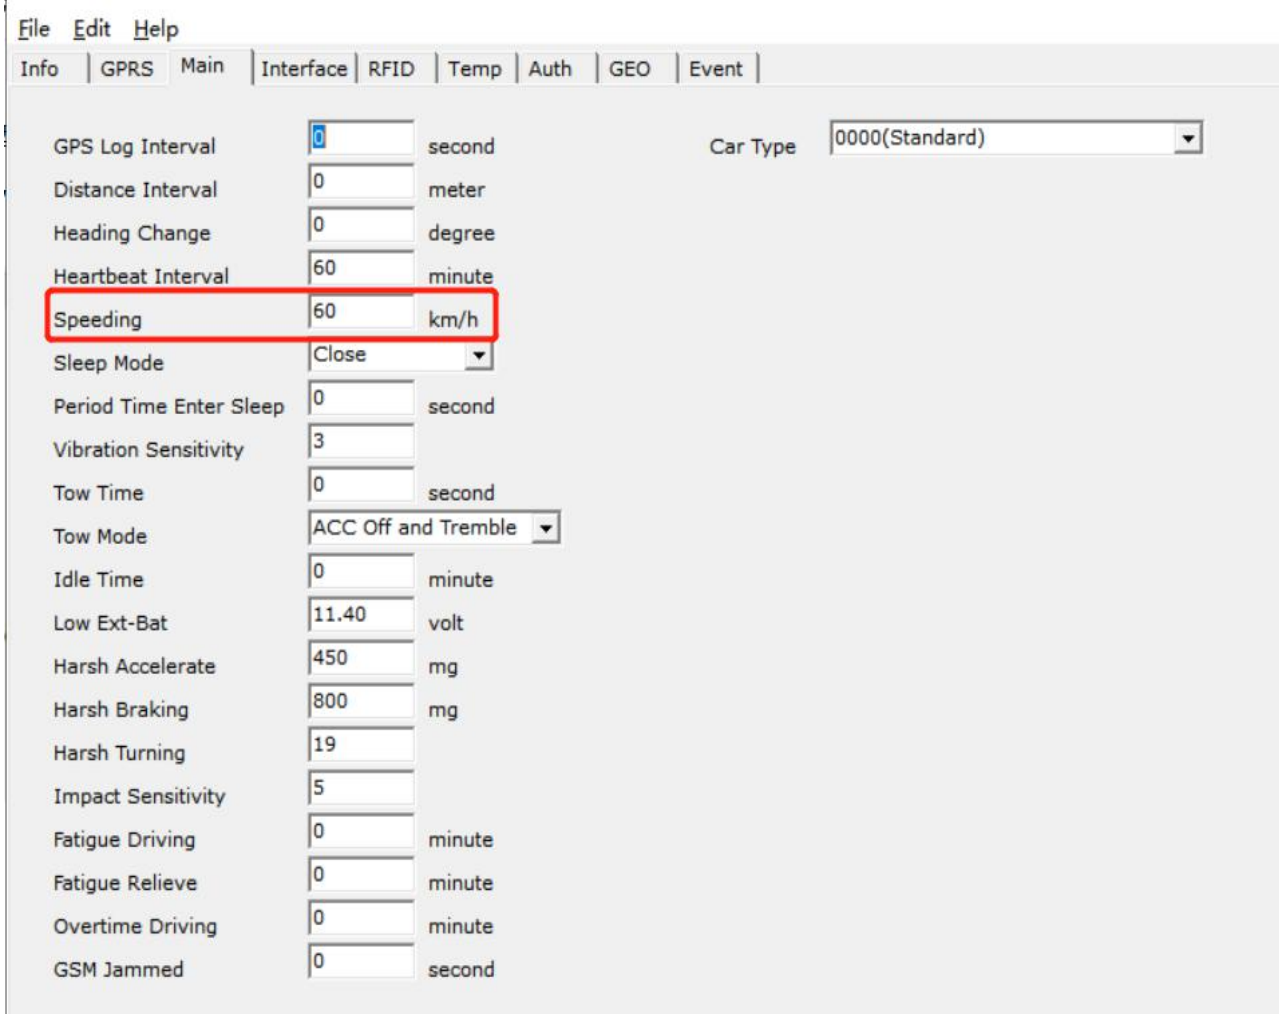 File Edit Help
Info GPRS Main Interface RFID Temp Auth GEO Event
GPS Log Interval 0 second Car Type 0000(Standard)
Distance Interval 0 meter
Heading Change 0 degree
Heartbeat Interval 60 minute
Speeding 60 km/h
Sleep Mode Close
Period Time Enter Sleep 0 second
Vibration Sensitivity 3
Tow Time 0 second
Tow Mode ACC Off and Tremble
Idle Time 0 minute
Low Ext-Bat 11.40 volt
Harsh Accelerate 450 mg
Harsh Braking 800 mg
Harsh Turning 19
Impact Sensitivity 5
Fatigue Driving 0 minute
Fatigue Relieve 0 minute
Overtime Driving 0 minute
GSM Jammed 0 second